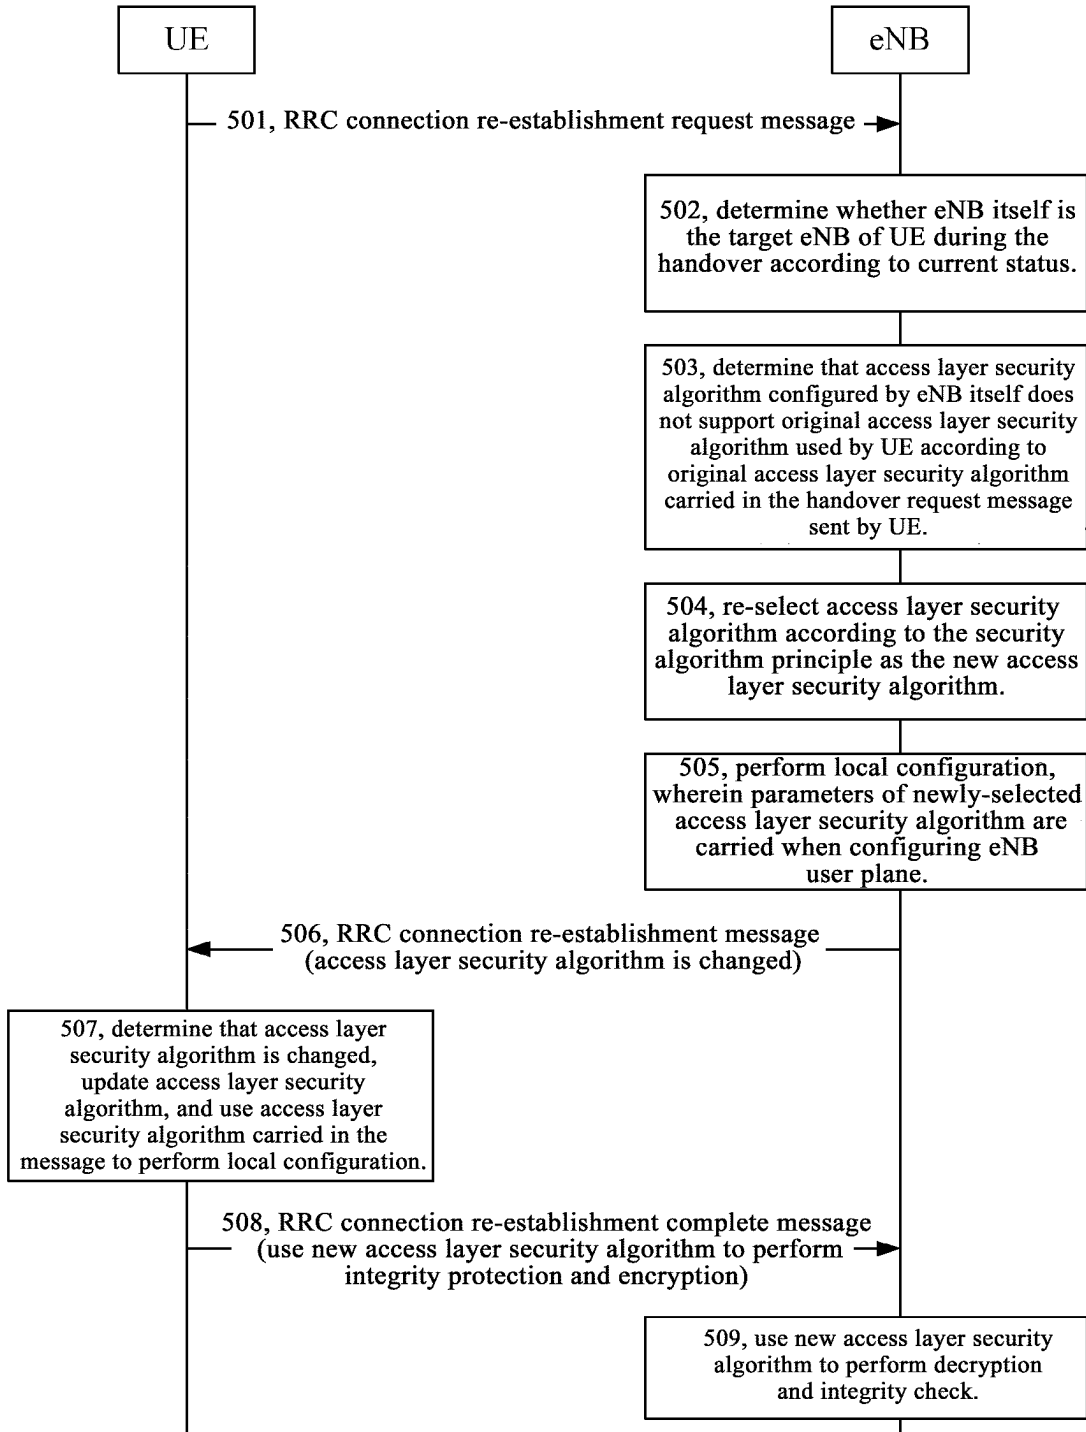 UE
eNB
501, RRC connection re-establishment request message
502, determine whether eNB itself is
the target eNB of UE during the
handover according to current status.
503, determine that access layer security
algorithm configured by eNB itself does
not support original access layer security
algorithm used by UE according to
original access layer security algorithm
carried in the handover request message
sent by UE.
504, re-select access layer security
algorithm according to the security
algorithm principle as the new access
layer security algorithm.
505, perform local configuration,
wherein parameters of newly-selected
access layer security algorithm are
carried when configuring eNB
user plane.
506, RRC connection re-establishment message
(access layer security algorithm is changed)
507, determine that access layer
security algorithm is changed,
update access layer security
algorithm, and use access layer
security algorithm carried in the
message to perform local configuration.
508, RRC connection re-establishment complete message
(use new access layer security algorithm to perform
integrity protection and encryption)
509, use new access layer security
algorithm to perform decryption
and integrity check.